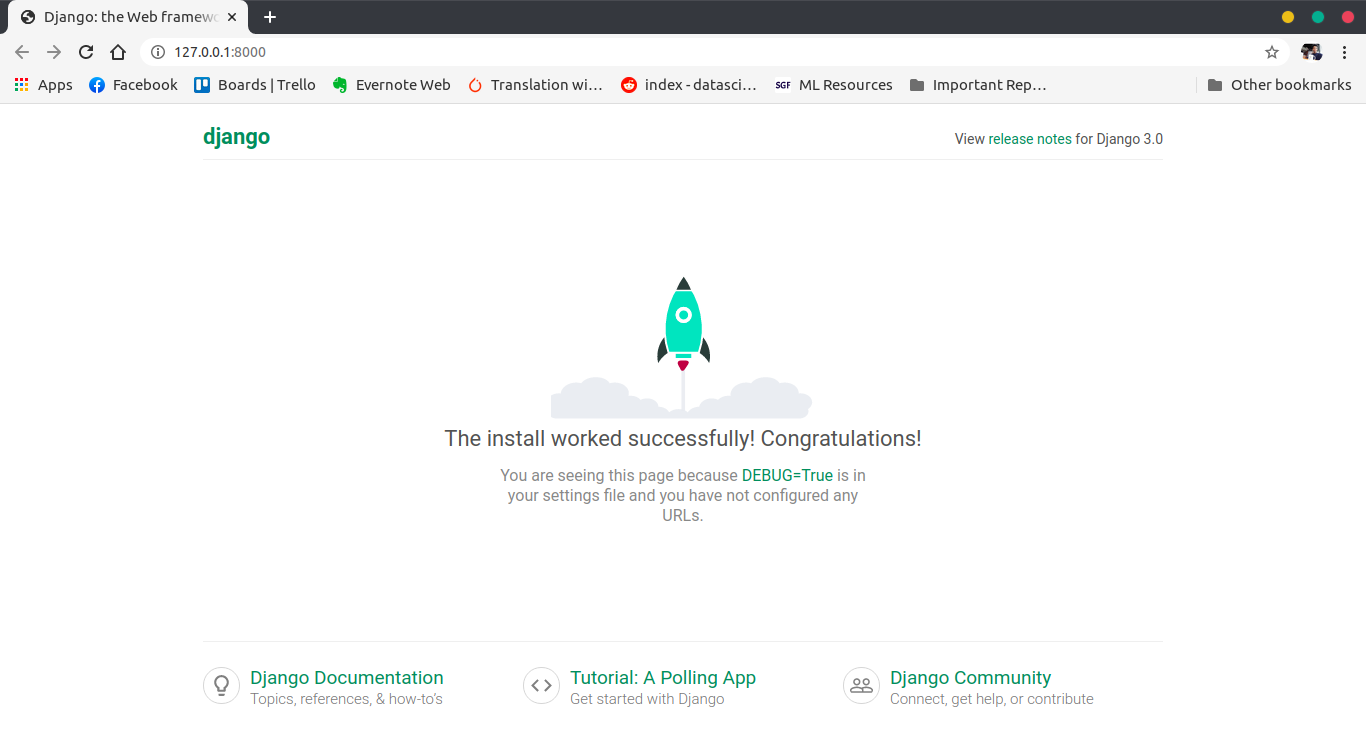 Django: the Web framewo
127.0.0.1:8000
Apps Facebook Boards | Trello Evernote Web Translation wi... index - datasci... SGF ML Resources Important Rep... Other bookmarks
django
View release notes for Django 3.0
The install worked successfully! Congratulations!
You are seeing this page because DEBUG=True is in
your settings file and you have not configured any
URLs.
Django Documentation
Topics, references, & how-to's
Tutorial: A Polling App
Get started with Django
Django Community
Connect, get help, or contribute